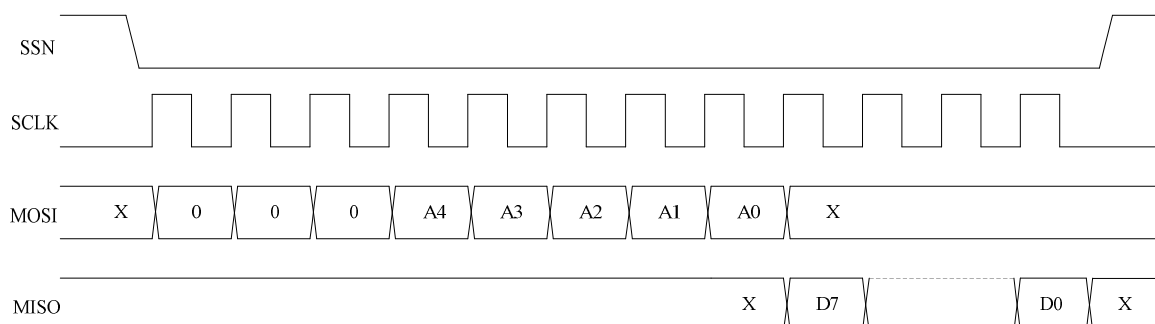 SSN
SCLK
MOSI X 0 0 0 A4 A3 A2 A1 A0 X
MISO X D7 D0 X